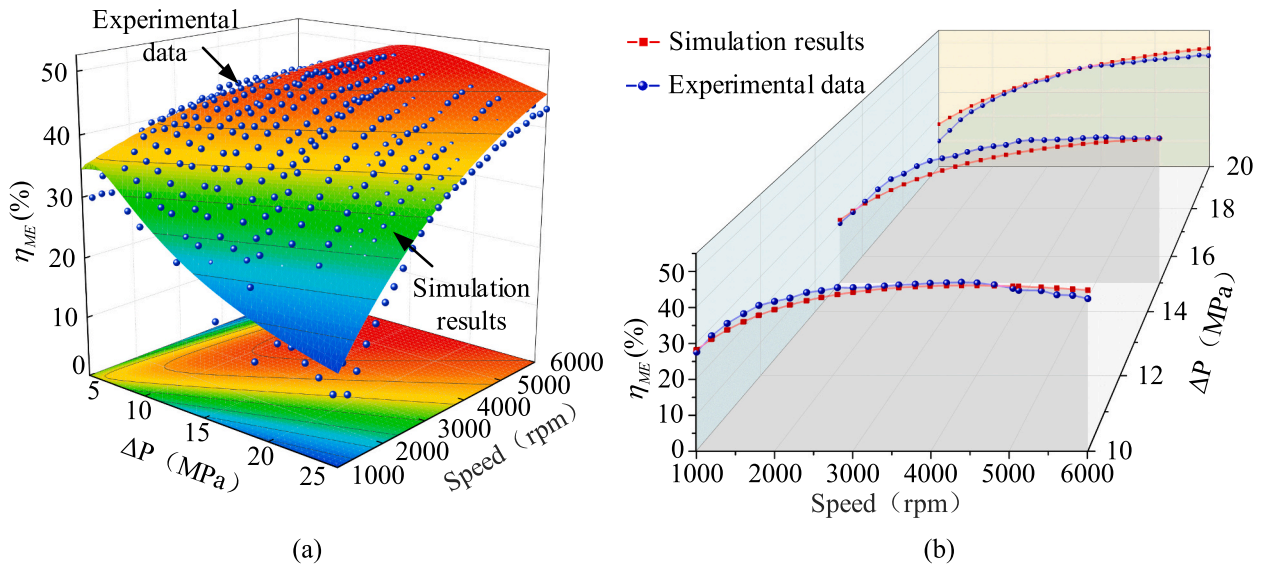 Experimental
data
50
40
30
20
10
0
η_ME(%)
Simulation
results
5
10
15
20
25
ΔP（MPa）
1000
2000
3000
4000
5000
6000
Speed（rpm）
(a)
Simulation results
Experimental data
50
40
30
20
10
0
η_ME(%)
1000
2000
3000
4000
5000
6000
Speed（rpm）
20
18
16
14
12
10
ΔP（MPa）
(b)